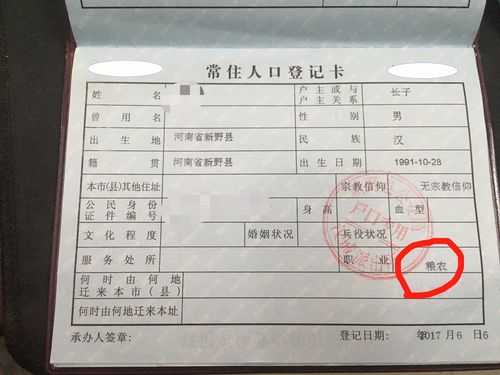 常住人口登记卡
姓 名 户主或与户主关系 长子
曾用名 性 别 男
出 生 地 河南省新野县 民 族 汉
籍 贯 河南省新野县 出生日期 1991-10-28
本市(县)其他住址 宗教信仰 无宗教信仰
公民身份证件编号 身高 血型
文化程度 婚姻状况 兵役状况
服务处所 职 业 粮农
何时由何地迁来本市(县)
何时由何地迁来本址
承办人签章: 登记日期: 2017年6月6